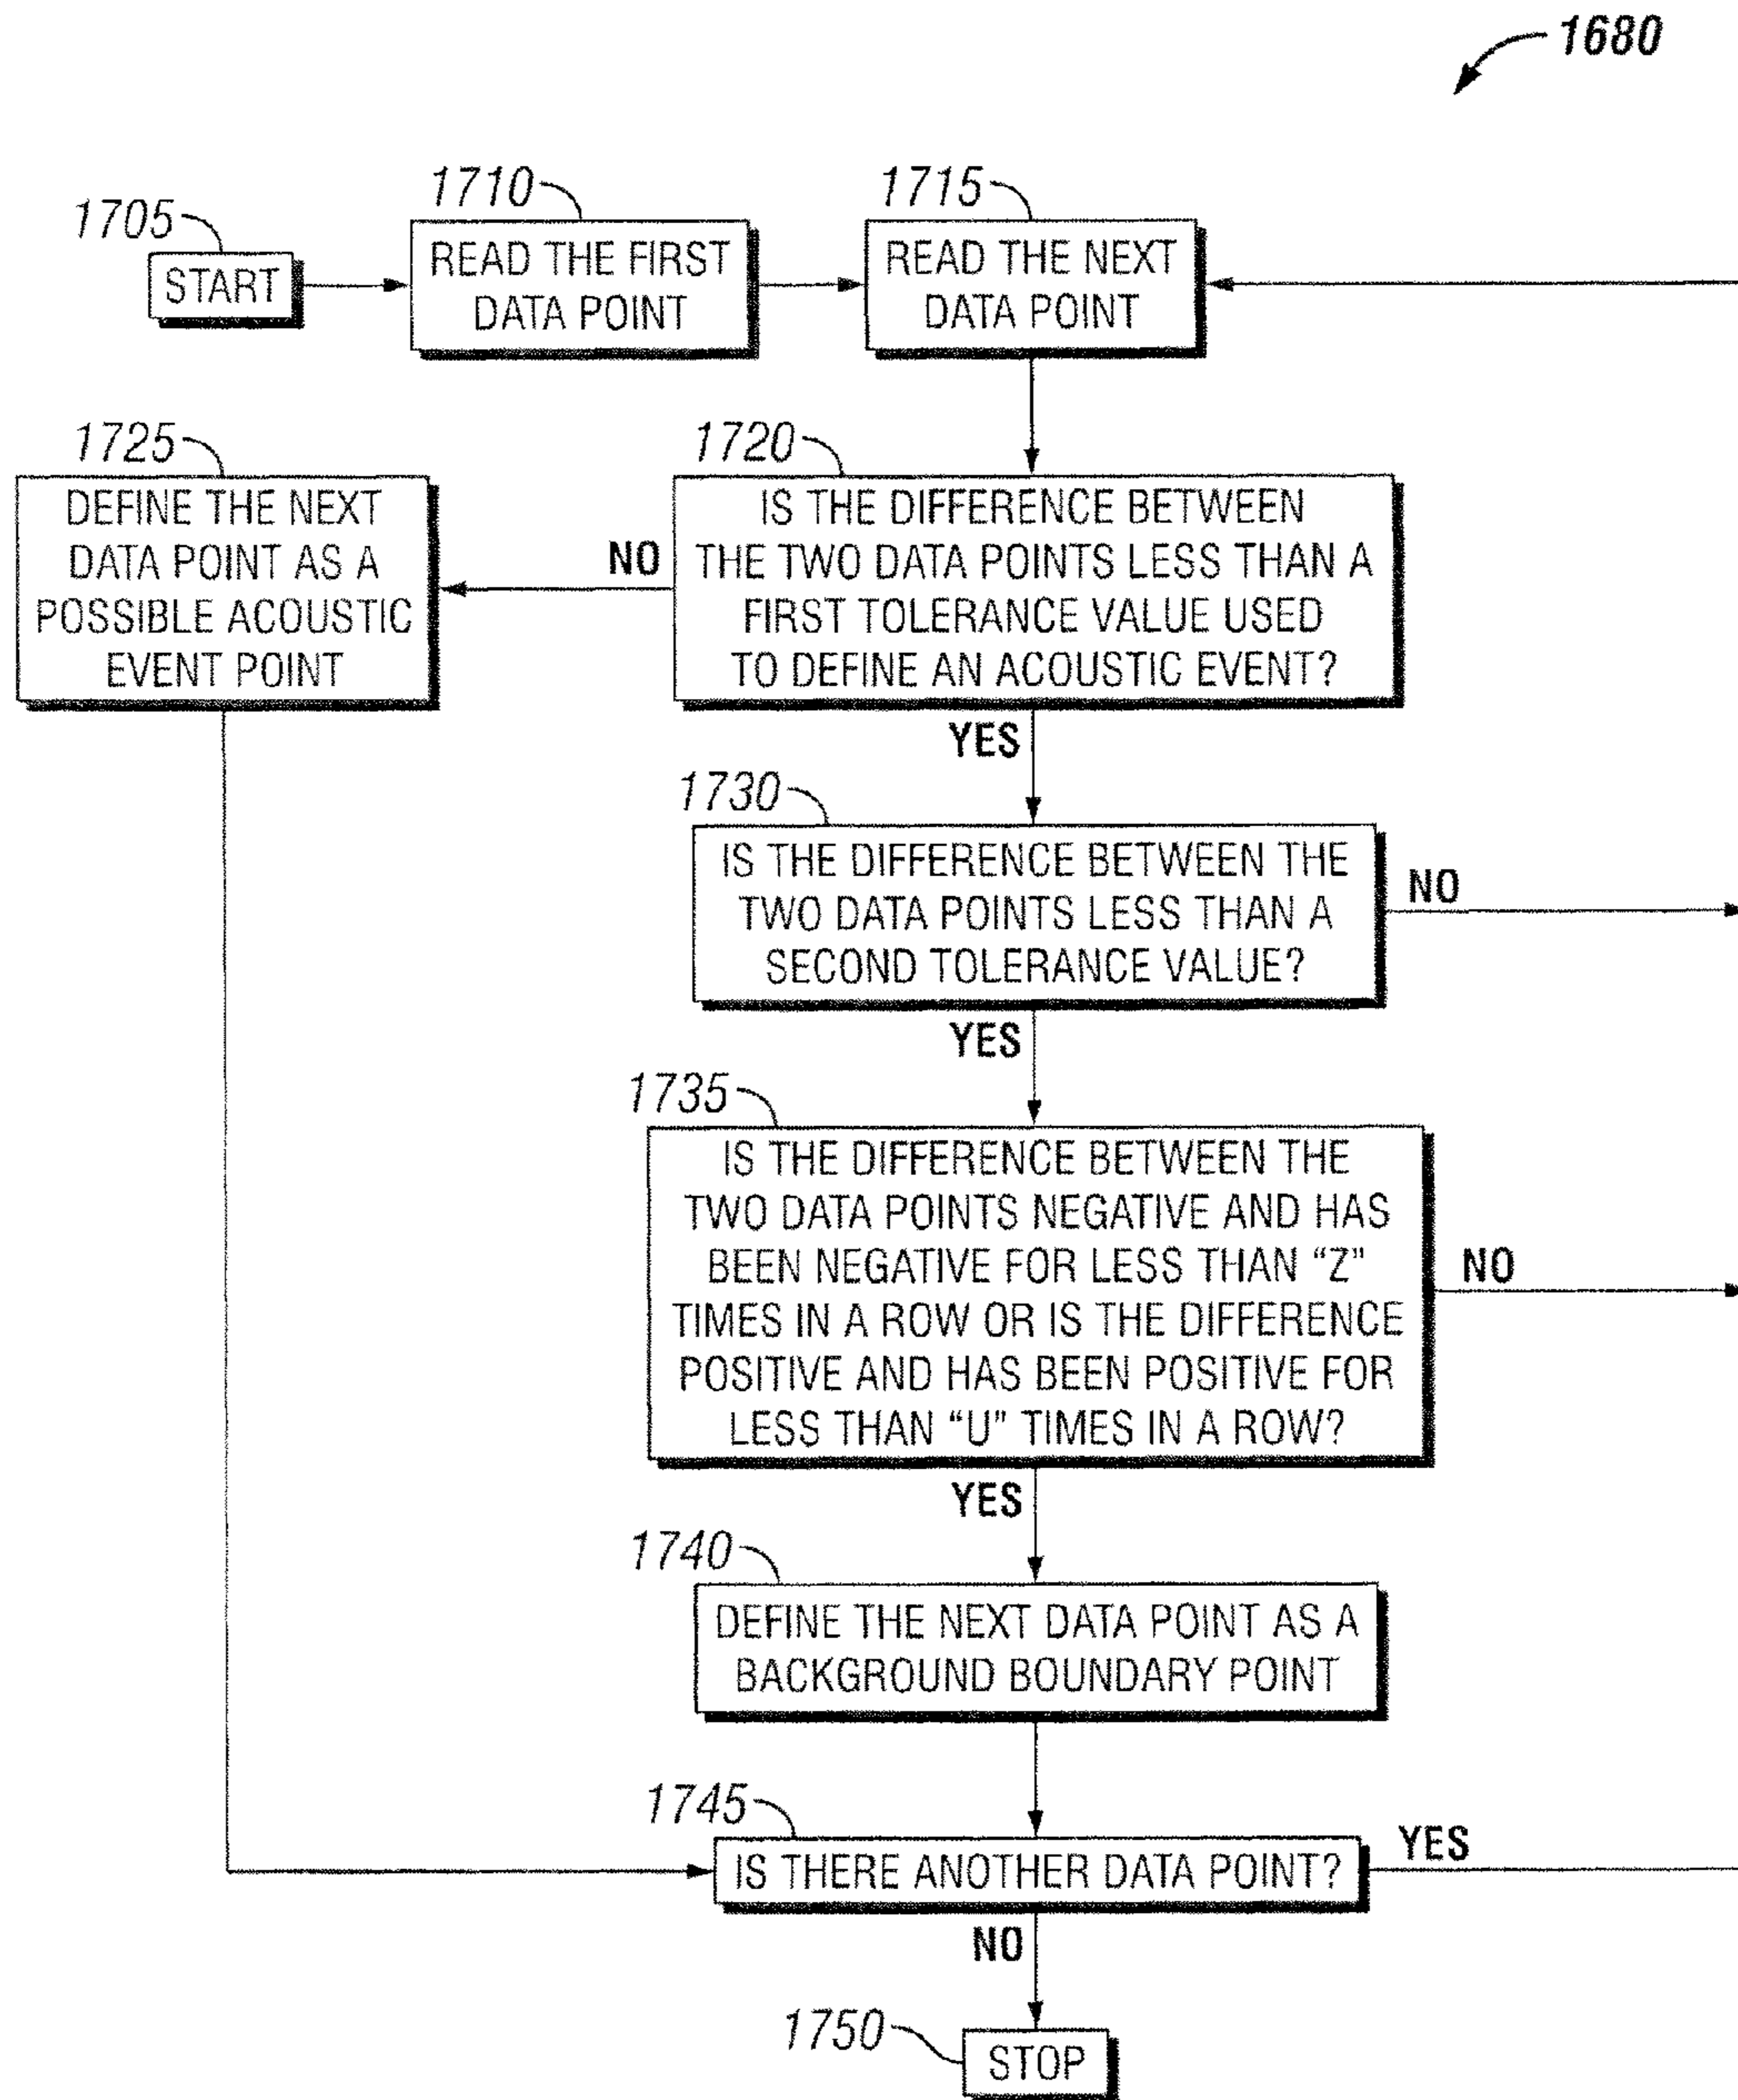 1680
1705
START
1710
READ THE FIRST
DATA POINT
1715
READ THE NEXT
DATA POINT
1720
IS THE DIFFERENCE BETWEEN
THE TWO DATA POINTS LESS THAN A
FIRST TOLERANCE VALUE USED
TO DEFINE AN ACOUSTIC EVENT?
NO
1725
DEFINE THE NEXT
DATA POINT AS A
POSSIBLE ACOUSTIC
EVENT POINT
YES
1730
IS THE DIFFERENCE BETWEEN THE
TWO DATA POINTS LESS THAN A
SECOND TOLERANCE VALUE?
NO
YES
1735
IS THE DIFFERENCE BETWEEN THE
TWO DATA POINTS NEGATIVE AND HAS
BEEN NEGATIVE FOR LESS THAN “Z”
TIMES IN A ROW OR IS THE DIFFERENCE
POSITIVE AND HAS BEEN POSITIVE FOR
LESS THAN “U” TIMES IN A ROW?
NO
YES
1740
DEFINE THE NEXT DATA POINT AS A
BACKGROUND BOUNDARY POINT
1745
IS THERE ANOTHER DATA POINT?
YES
NO
1750
STOP